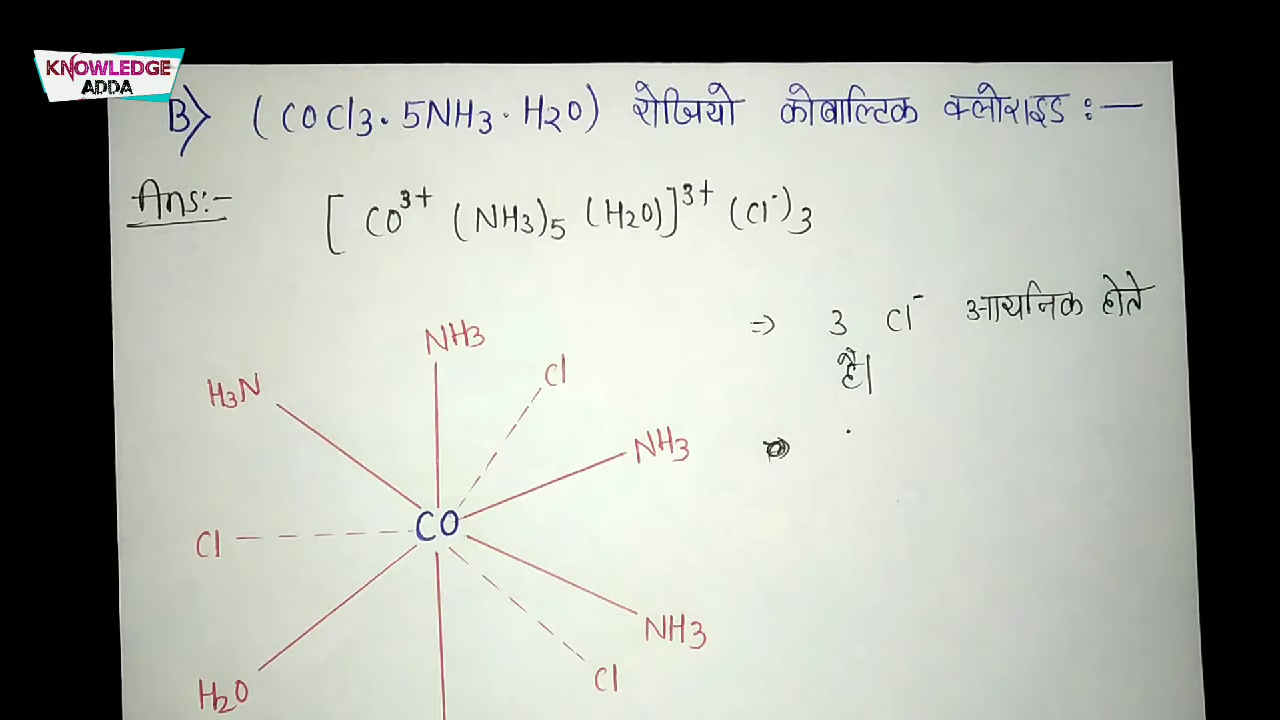 KNOWLEDGE
ADDA
B) (COCl3·5NH3·H2O) रोजियो कोबाल्टिक क्लोराइड :—
Ans:-
[CO³⁺ (NH3)5 (H2O)]³⁺ (Cl⁻)3
⇒ 3 Cl⁻ आयनिक होते
है।
NH3
Cl
H3N
NH3
CO
Cl
NH3
Cl
H2O